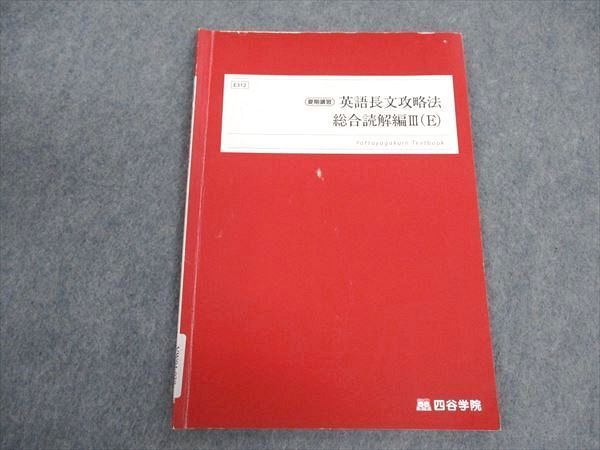 E312
夏期講習 英語長文攻略法
総合読解編Ⅲ(E)
Yotsuyagakuin Textbook
四谷学院